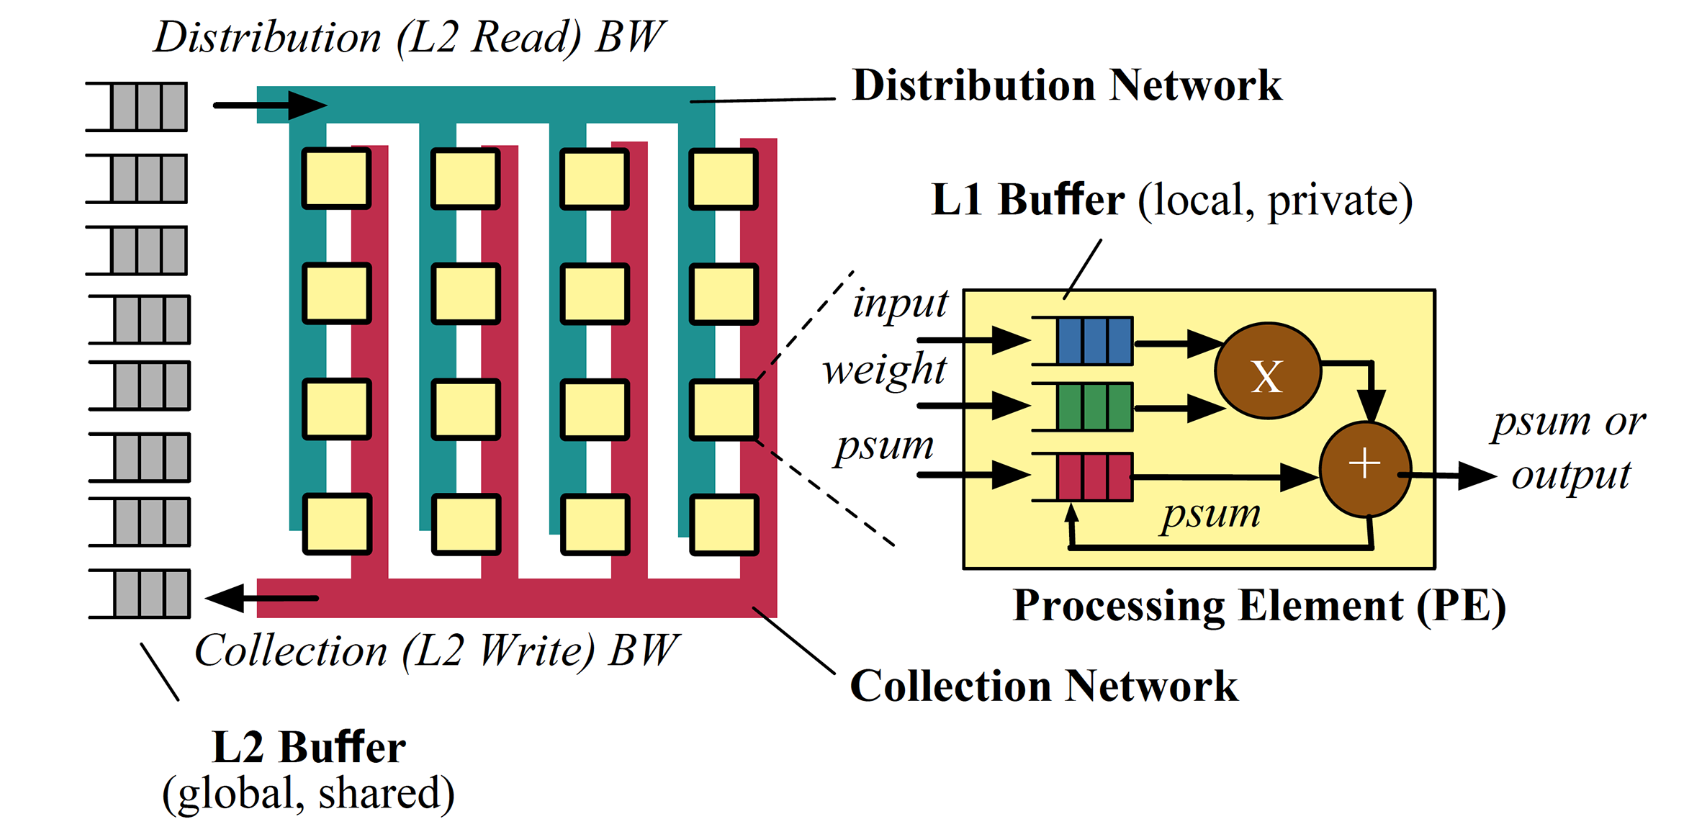 Distribution (L2 Read) BW
Distribution Network
L1 Buffer (local, private)
input
weight
psum
X
+
psum
psum or
output
Processing Element (PE)
Collection (L2 Write) BW
Collection Network
L2 Buffer
(global, shared)